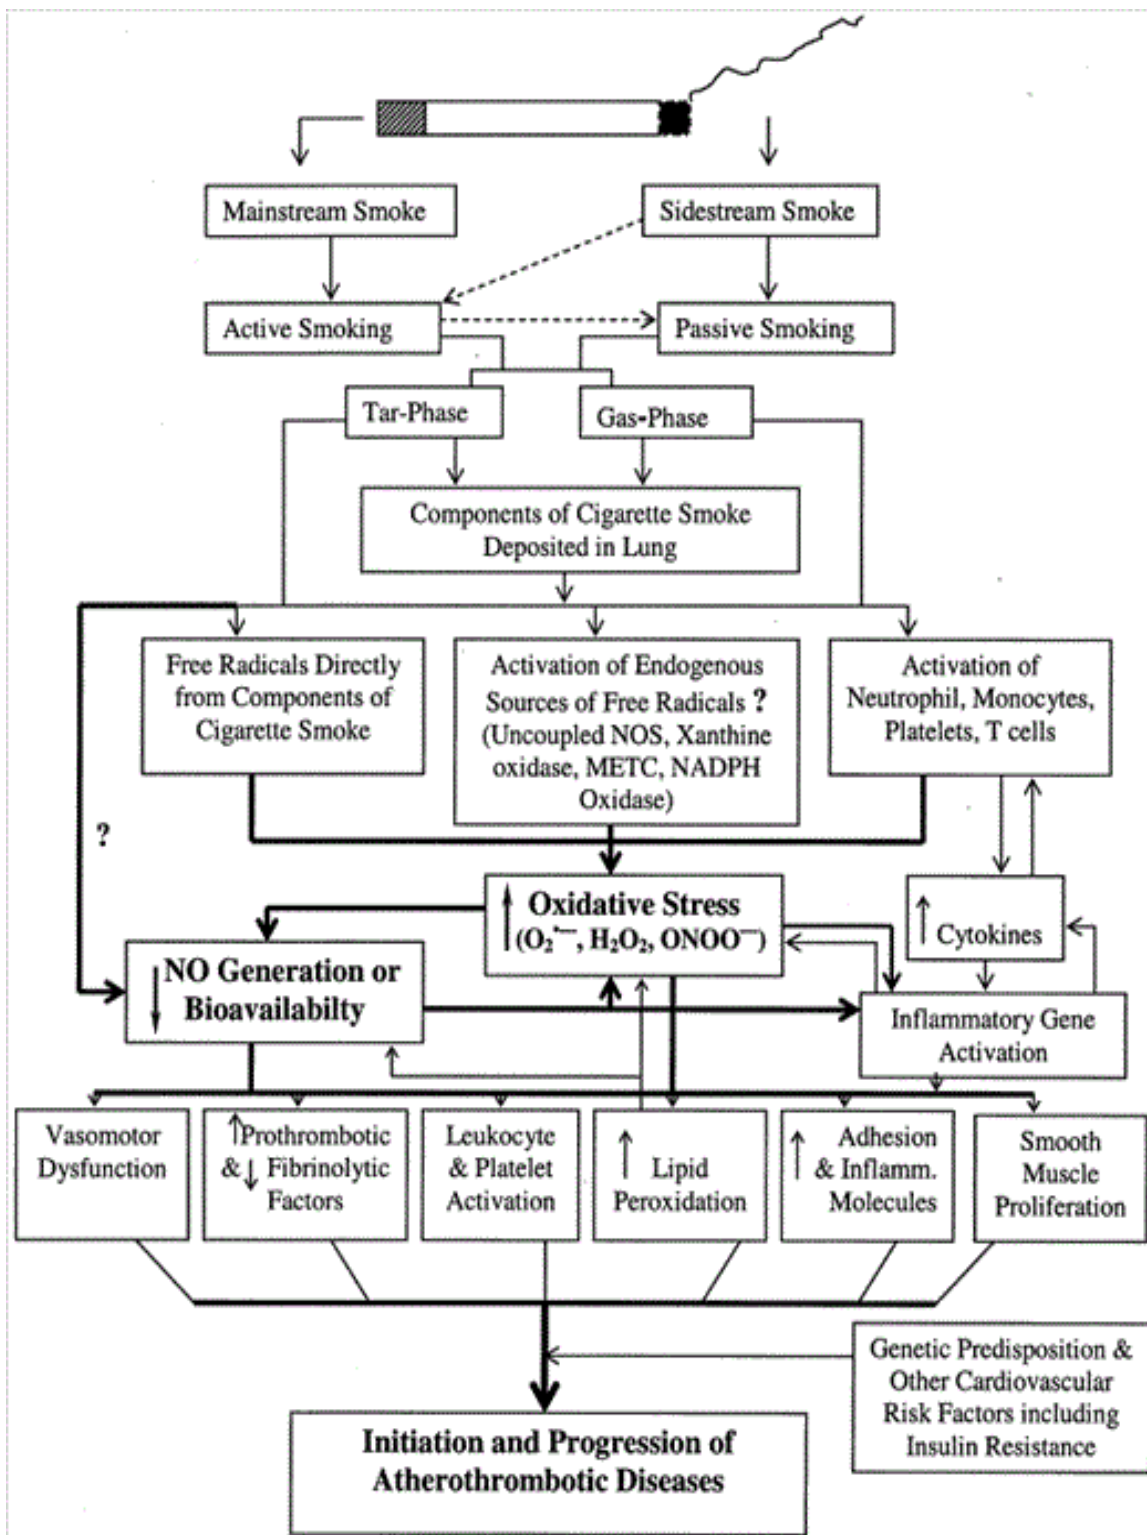 Mainstream Smoke
Sidestream Smoke
Active Smoking
Passive Smoking
Tar-Phase
Gas-Phase
Components of Cigarette Smoke
Deposited in Lung
Free Radicals Directly
from Components of
Cigarette Smoke
Activation of Endogenous
Sources of Free Radicals ?
(Uncoupled NOS, Xanthine
oxidase, METC, NADPH
Oxidase)
Activation of
Neutrophil, Monocytes,
Platelets, T cells
?
↑ Oxidative Stress
(O₂•—, H₂O₂, ONOO—)
↑ Cytokines
↓ NO Generation or
Bioavailabilty
Inflammatory Gene
Activation
Vasomotor
Dysfunction
↑Prothrombotic
&↓ Fibrinolytic
Factors
Leukocyte
& Platelet
Activation
↑ Lipid
Peroxidation
↑ Adhesion
& Inflamm.
Molecules
Smooth
Muscle
Proliferation
Genetic Predisposition &
Other Cardiovascular
Risk Factors including
Insulin Resistance
Initiation and Progression of
Atherothrombotic Diseases